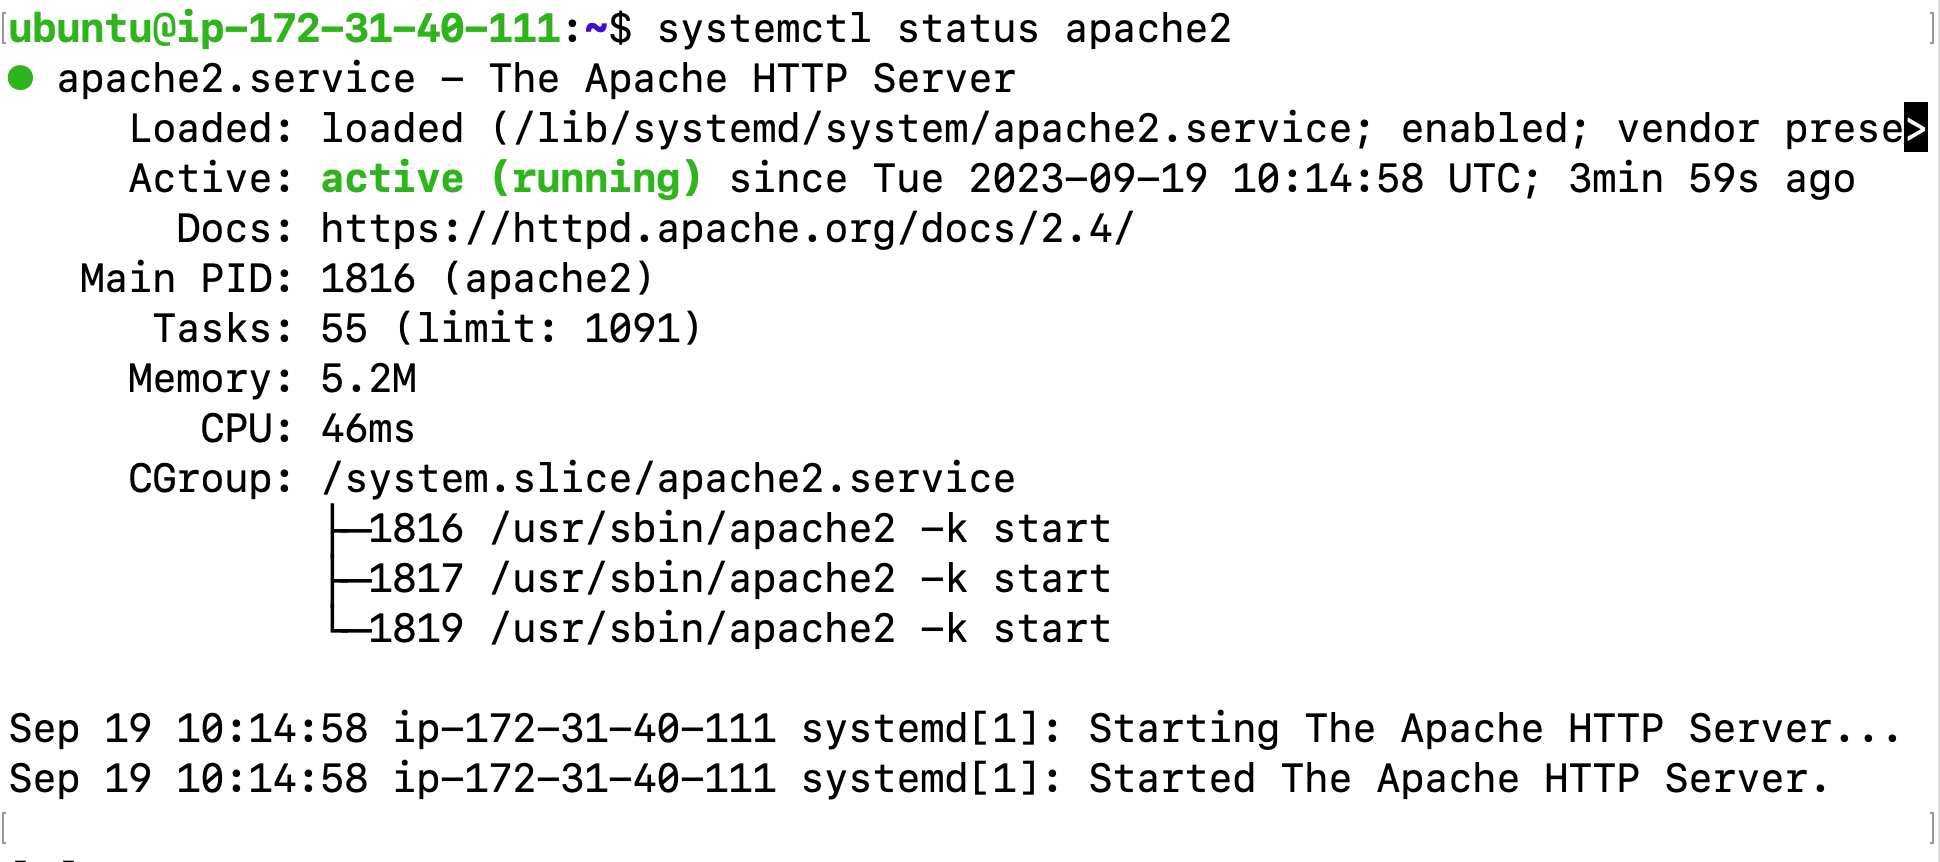 ubuntu@ip-172-31-40-111:~$ systemctl status apache2
● apache2.service - The Apache HTTP Server
Loaded: loaded (/lib/systemd/system/apache2.service; enabled; vendor prese>
Active: active (running) since Tue 2023-09-19 10:14:58 UTC; 3min 59s ago
Docs: https://httpd.apache.org/docs/2.4/
Main PID: 1816 (apache2)
Tasks: 55 (limit: 1091)
Memory: 5.2M
CPU: 46ms
CGroup: /system.slice/apache2.service
├─1816 /usr/sbin/apache2 -k start
├─1817 /usr/sbin/apache2 -k start
└─1819 /usr/sbin/apache2 -k start
Sep 19 10:14:58 ip-172-31-40-111 systemd[1]: Starting The Apache HTTP Server...
Sep 19 10:14:58 ip-172-31-40-111 systemd[1]: Started The Apache HTTP Server.